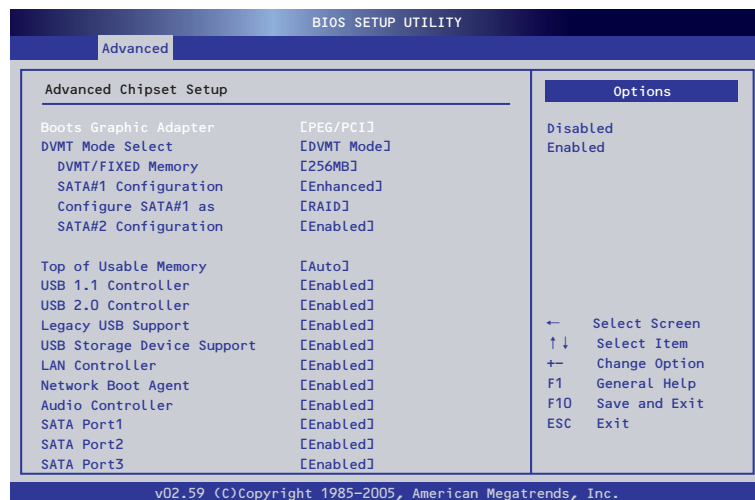 BIOS SETUP UTILITY
Advanced
Advanced Chipset Setup
Boots Graphic Adapter [PEG/PCI]
DVMT Mode Select [DVMT Mode]
DVMT/FIXED Memory [256MB]
SATA#1 Configuration [Enhanced]
Configure SATA#1 as [RAID]
SATA#2 Configuration [Enabled]
Top of Usable Memory [Auto]
USB 1.1 Controller [Enabled]
USB 2.0 Controller [Enabled]
Legacy USB Support [Enabled]
USB Storage Device Support [Enabled]
LAN Controller [Enabled]
Network Boot Agent [Enabled]
Audio Controller [Enabled]
SATA Port1 [Enabled]
SATA Port2 [Enabled]
SATA Port3 [Enabled]
Options
Disabled
Enabled
← Select Screen
↑↓ Select Item
+- Change Option
F1 General Help
F10 Save and Exit
ESC Exit
v02.59 (C)Copyright 1985-2005, American Megatrends, Inc.